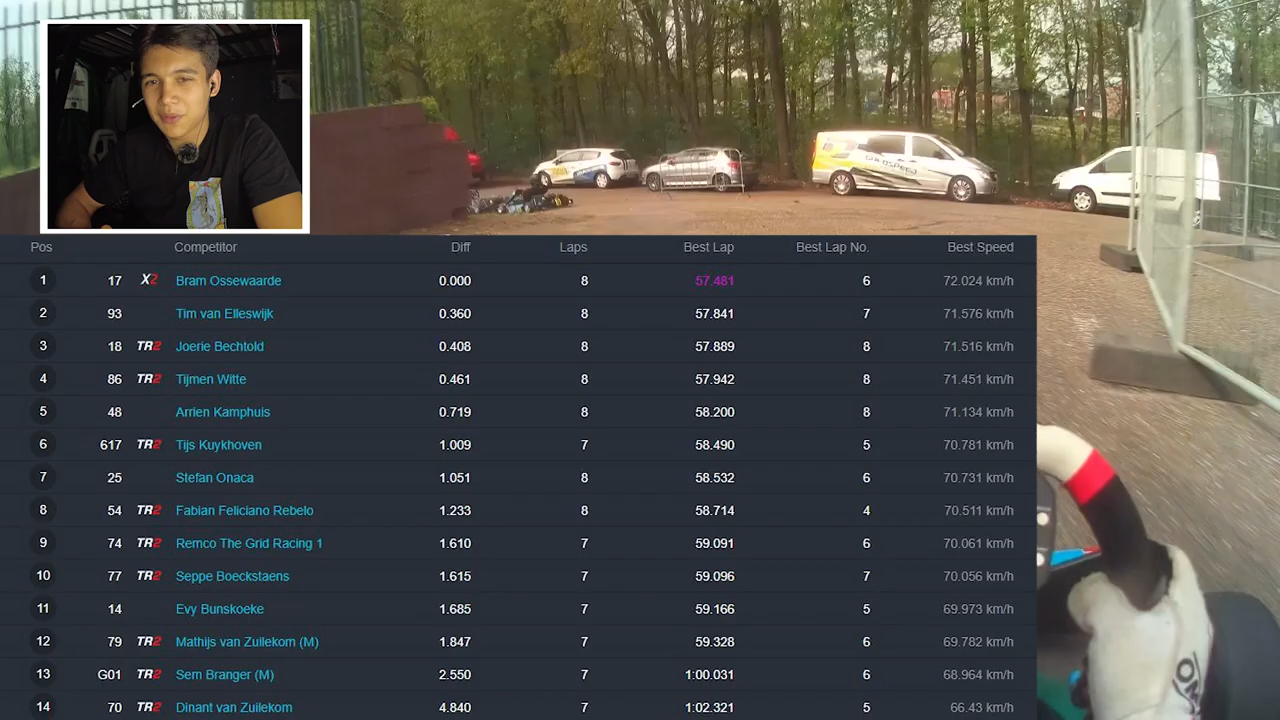 Pos Competitor Diff Laps Best Lap Best Lap No. Best Speed
1 17 X2 Bram Ossewaarde 0.000 8 57.481 6 72.024 km/h
2 93 Tim van Elleswijk 0.360 8 57.841 7 71.576 km/h
3 18 TR2 Joerie Bechtold 0.408 8 57.889 8 71.516 km/h
4 86 TR2 Tijmen Witte 0.461 8 57.942 8 71.451 km/h
5 48 Arrien Kamphuis 0.719 8 58.200 8 71.134 km/h
6 617 TR2 Tijs Kuykhoven 1.009 7 58.490 5 70.781 km/h
7 25 Stefan Onaca 1.051 8 58.532 6 70.731 km/h
8 54 TR2 Fabian Feliciano Rebelo 1.233 8 58.714 4 70.511 km/h
9 74 TR2 Remco The Grid Racing 1 1.610 7 59.091 6 70.061 km/h
10 77 TR2 Seppe Boeckstaens 1.615 7 59.096 7 70.056 km/h
11 14 Evy Bunskoeke 1.685 7 59.166 5 69.973 km/h
12 79 TR2 Mathijs van Zuilekom (M) 1.847 7 59.328 6 69.782 km/h
13 G01 TR2 Sem Branger (M) 2.550 7 1:00.031 6 68.964 km/h
14 70 TR2 Dinant van Zuilekom 4.840 7 1:02.321 5 66.43 km/h